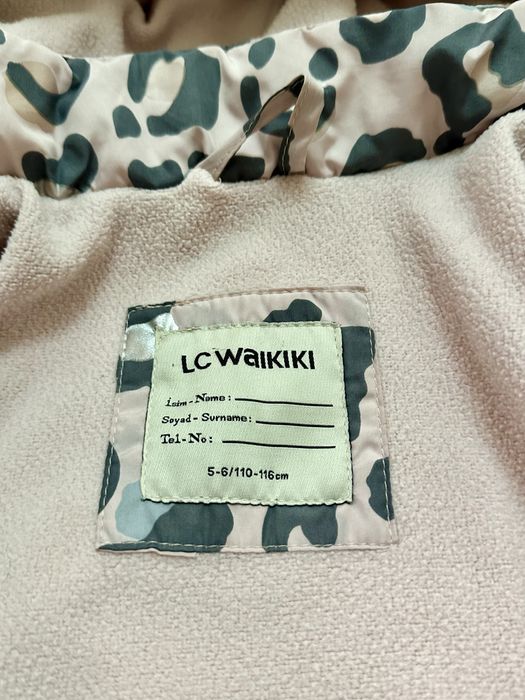 LC WAIKIKI
İsim-Name:
Soyad-Surname:
Tel-No:
5-6/110-116cm